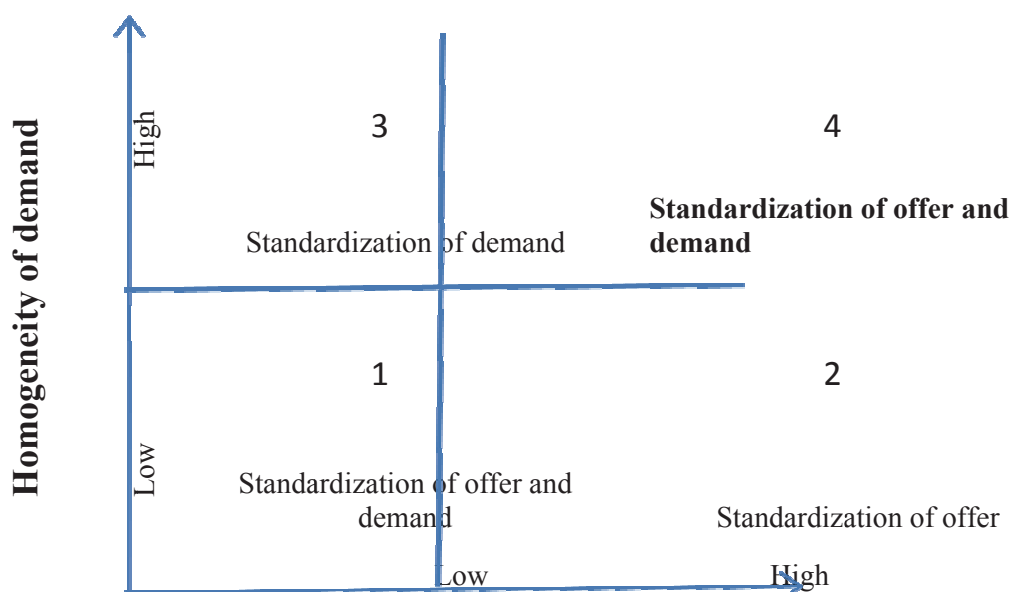 Homogeneity of demand
High
3
4
Standardization of offer and
demand
Standardization of demand
1
2
Low
Standardization of offer and
demand
Standardization of offer
Low
High